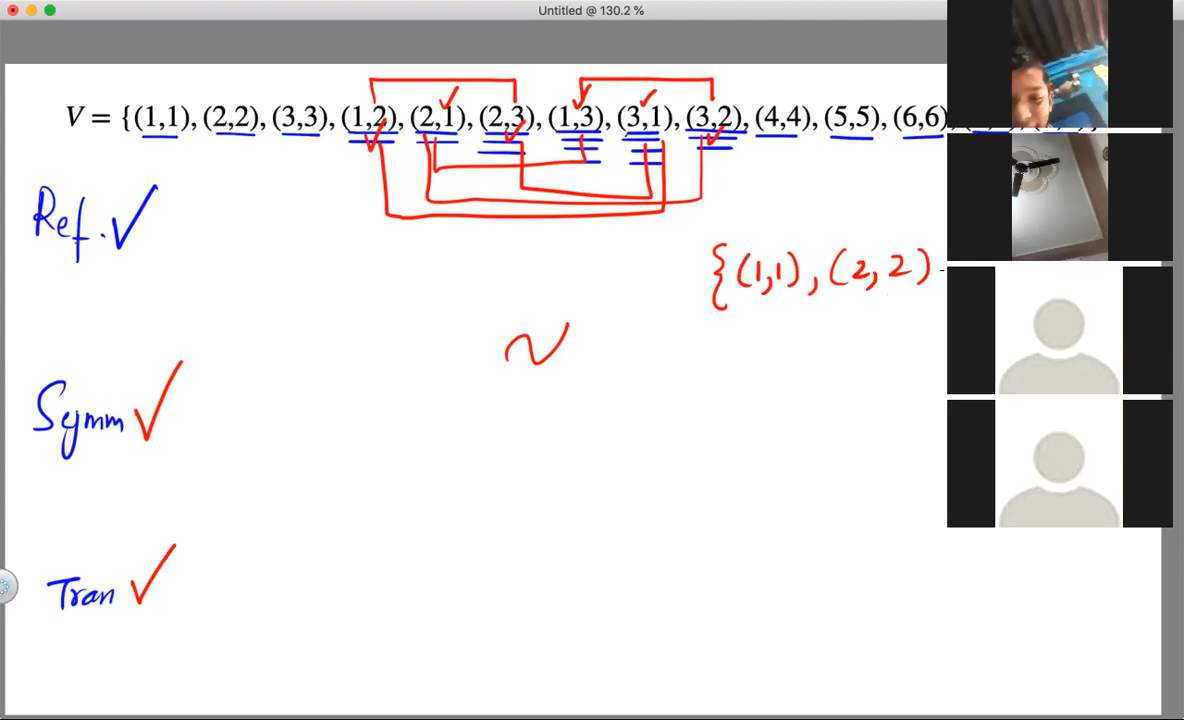 Untitled @ 130.2 %
V = {(1,1), (2,2), (3,3), (1,2), (2,1), (2,3), (1,3), (3,1), (3,2), (4,4), (5,5), (6,6)
Ref.
{(1,1), (2,2)
Symm
Tran